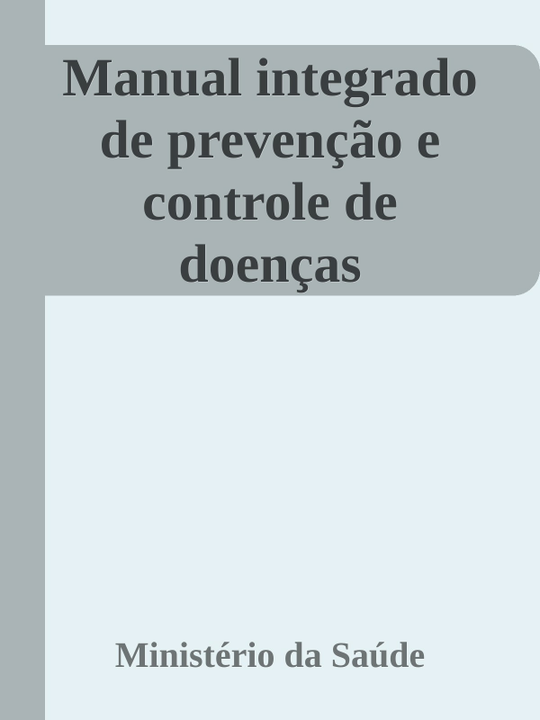 Manual integrado
de prevenção e
controle de
doenças
Ministério da Saúde